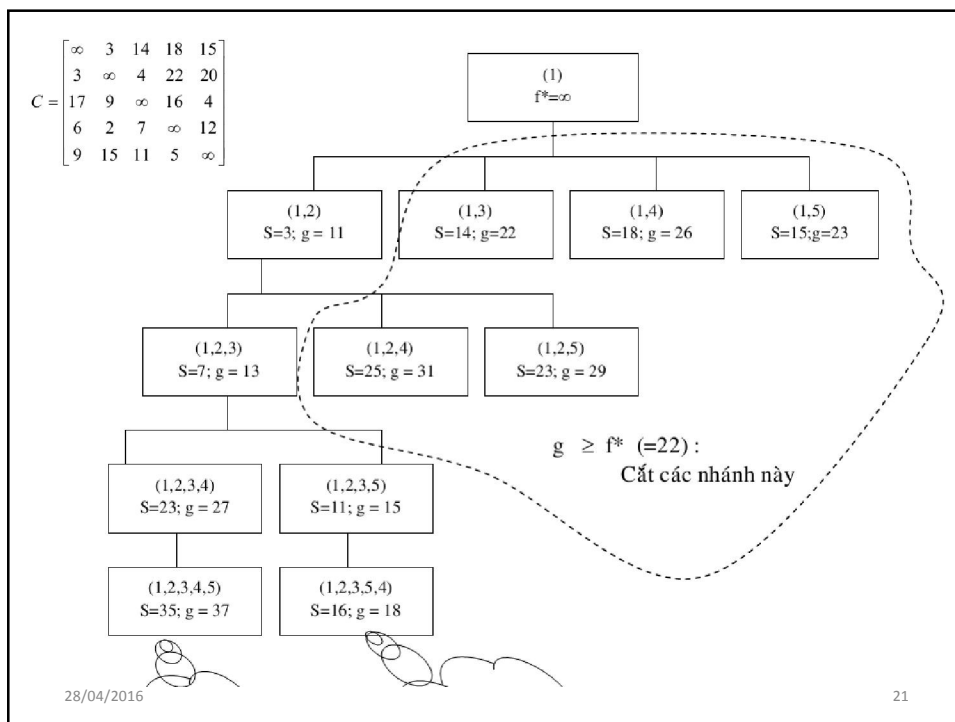 ∞ 3 14 18 15
3 ∞ 4 22 20
C = 17 9 ∞ 16 4
6 2 7 ∞ 12
9 15 11 5 ∞
(1)
f*=∞
(1,2)
S=3; g = 11
(1,3)
S=14; g=22
(1,4)
S=18; g = 26
(1,5)
S=15;g=23
(1,2,3)
S=7; g = 13
(1,2,4)
S=25; g = 31
(1,2,5)
S=23; g = 29
g ≥ f* (=22) :
Cắt các nhánh này
(1,2,3,4)
S=23; g = 27
(1,2,3,5)
S=11; g = 15
(1,2,3,4,5)
S=35; g = 37
(1,2,3,5,4)
S=16; g = 18
28/04/2016
21